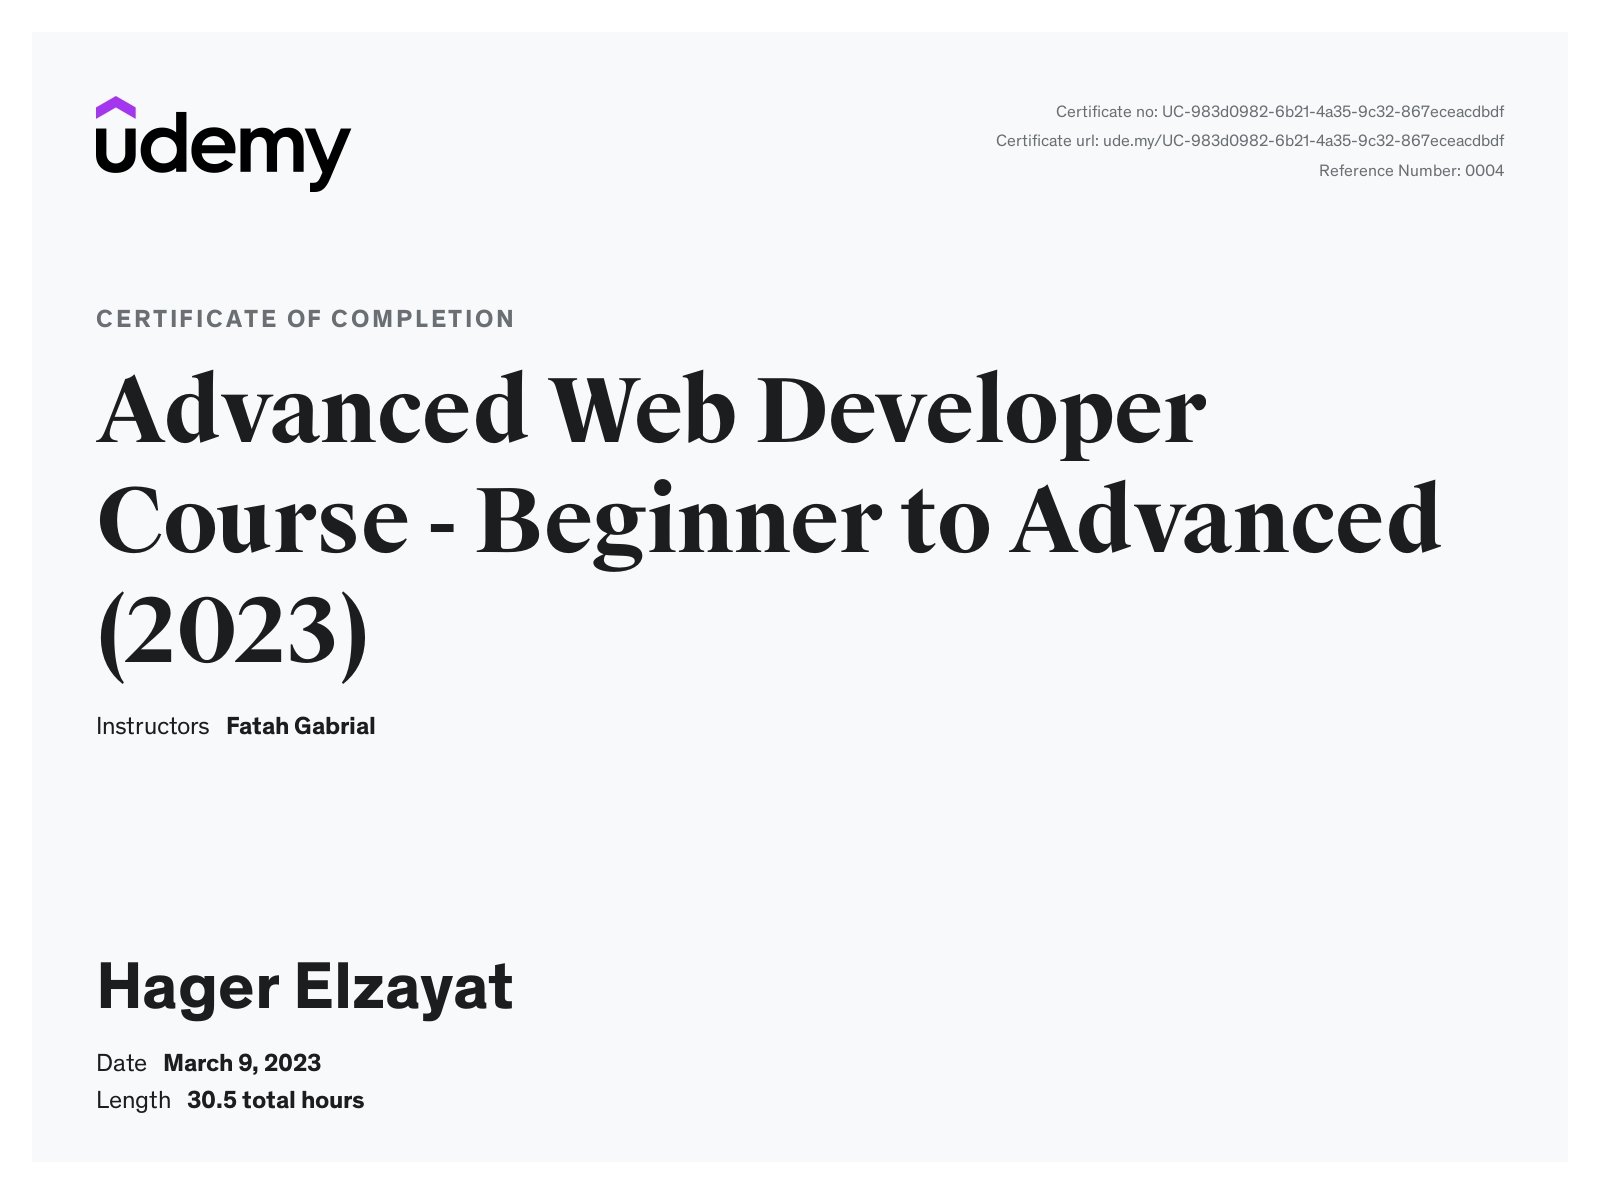 udemy
Certificate no: UC-983d0982-6b21-4a35-9c32-867eceacdbdf
Certificate url: ude.my/UC-983d0982-6b21-4a35-9c32-867eceacdbdf
Reference Number: 0004
CERTIFICATE OF COMPLETION
Advanced Web Developer
Course - Beginner to Advanced
(2023)
Instructors Fatah Gabrial
Hager Elzayat
Date March 9, 2023
Length 30.5 total hours